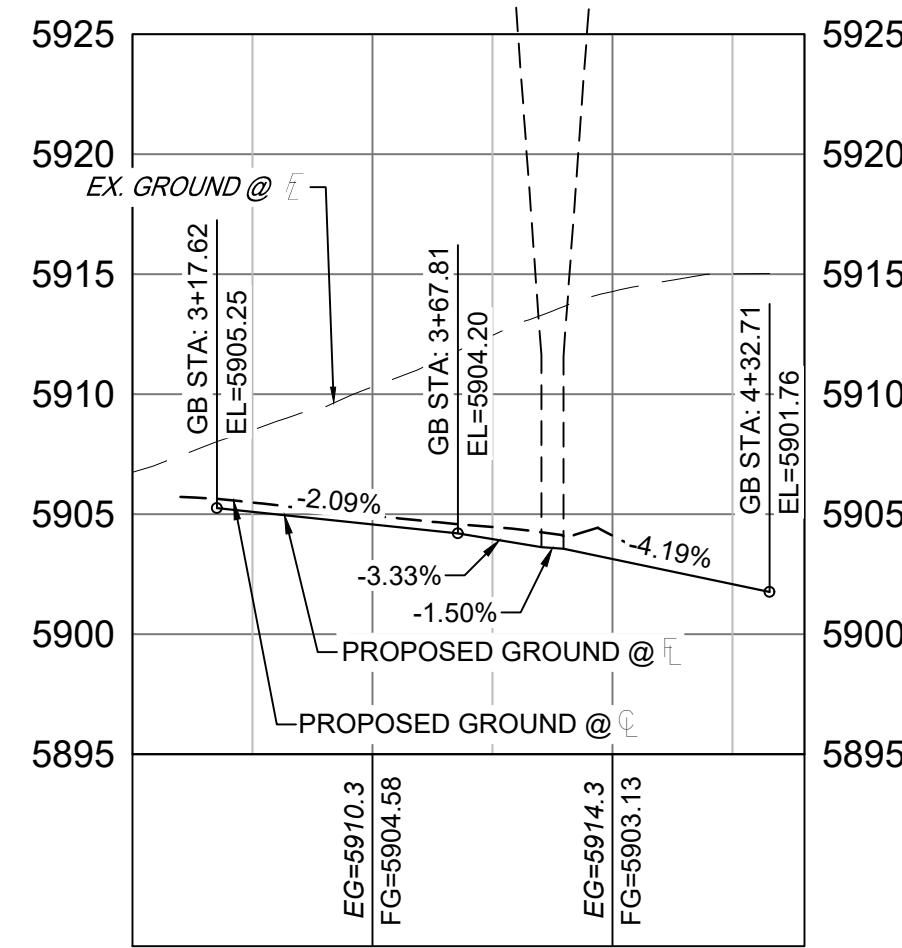 5925
5925
5920
5920
EX. GROUND @ FL
5915
5915
GB STA: 3+17.62
EL=5905.25
GB STA: 3+67.81
EL=5904.20
GB STA: 4+32.71
EL=5901.76
5910
5910
5905
5905
-2.09%
-4.19%
-3.33%
-1.50%
5900
5900
PROPOSED GROUND @ FL
PROPOSED GROUND @ CL
5895
5895
EG=5910.3
FG=5904.58
EG=5914.3
FG=5903.13